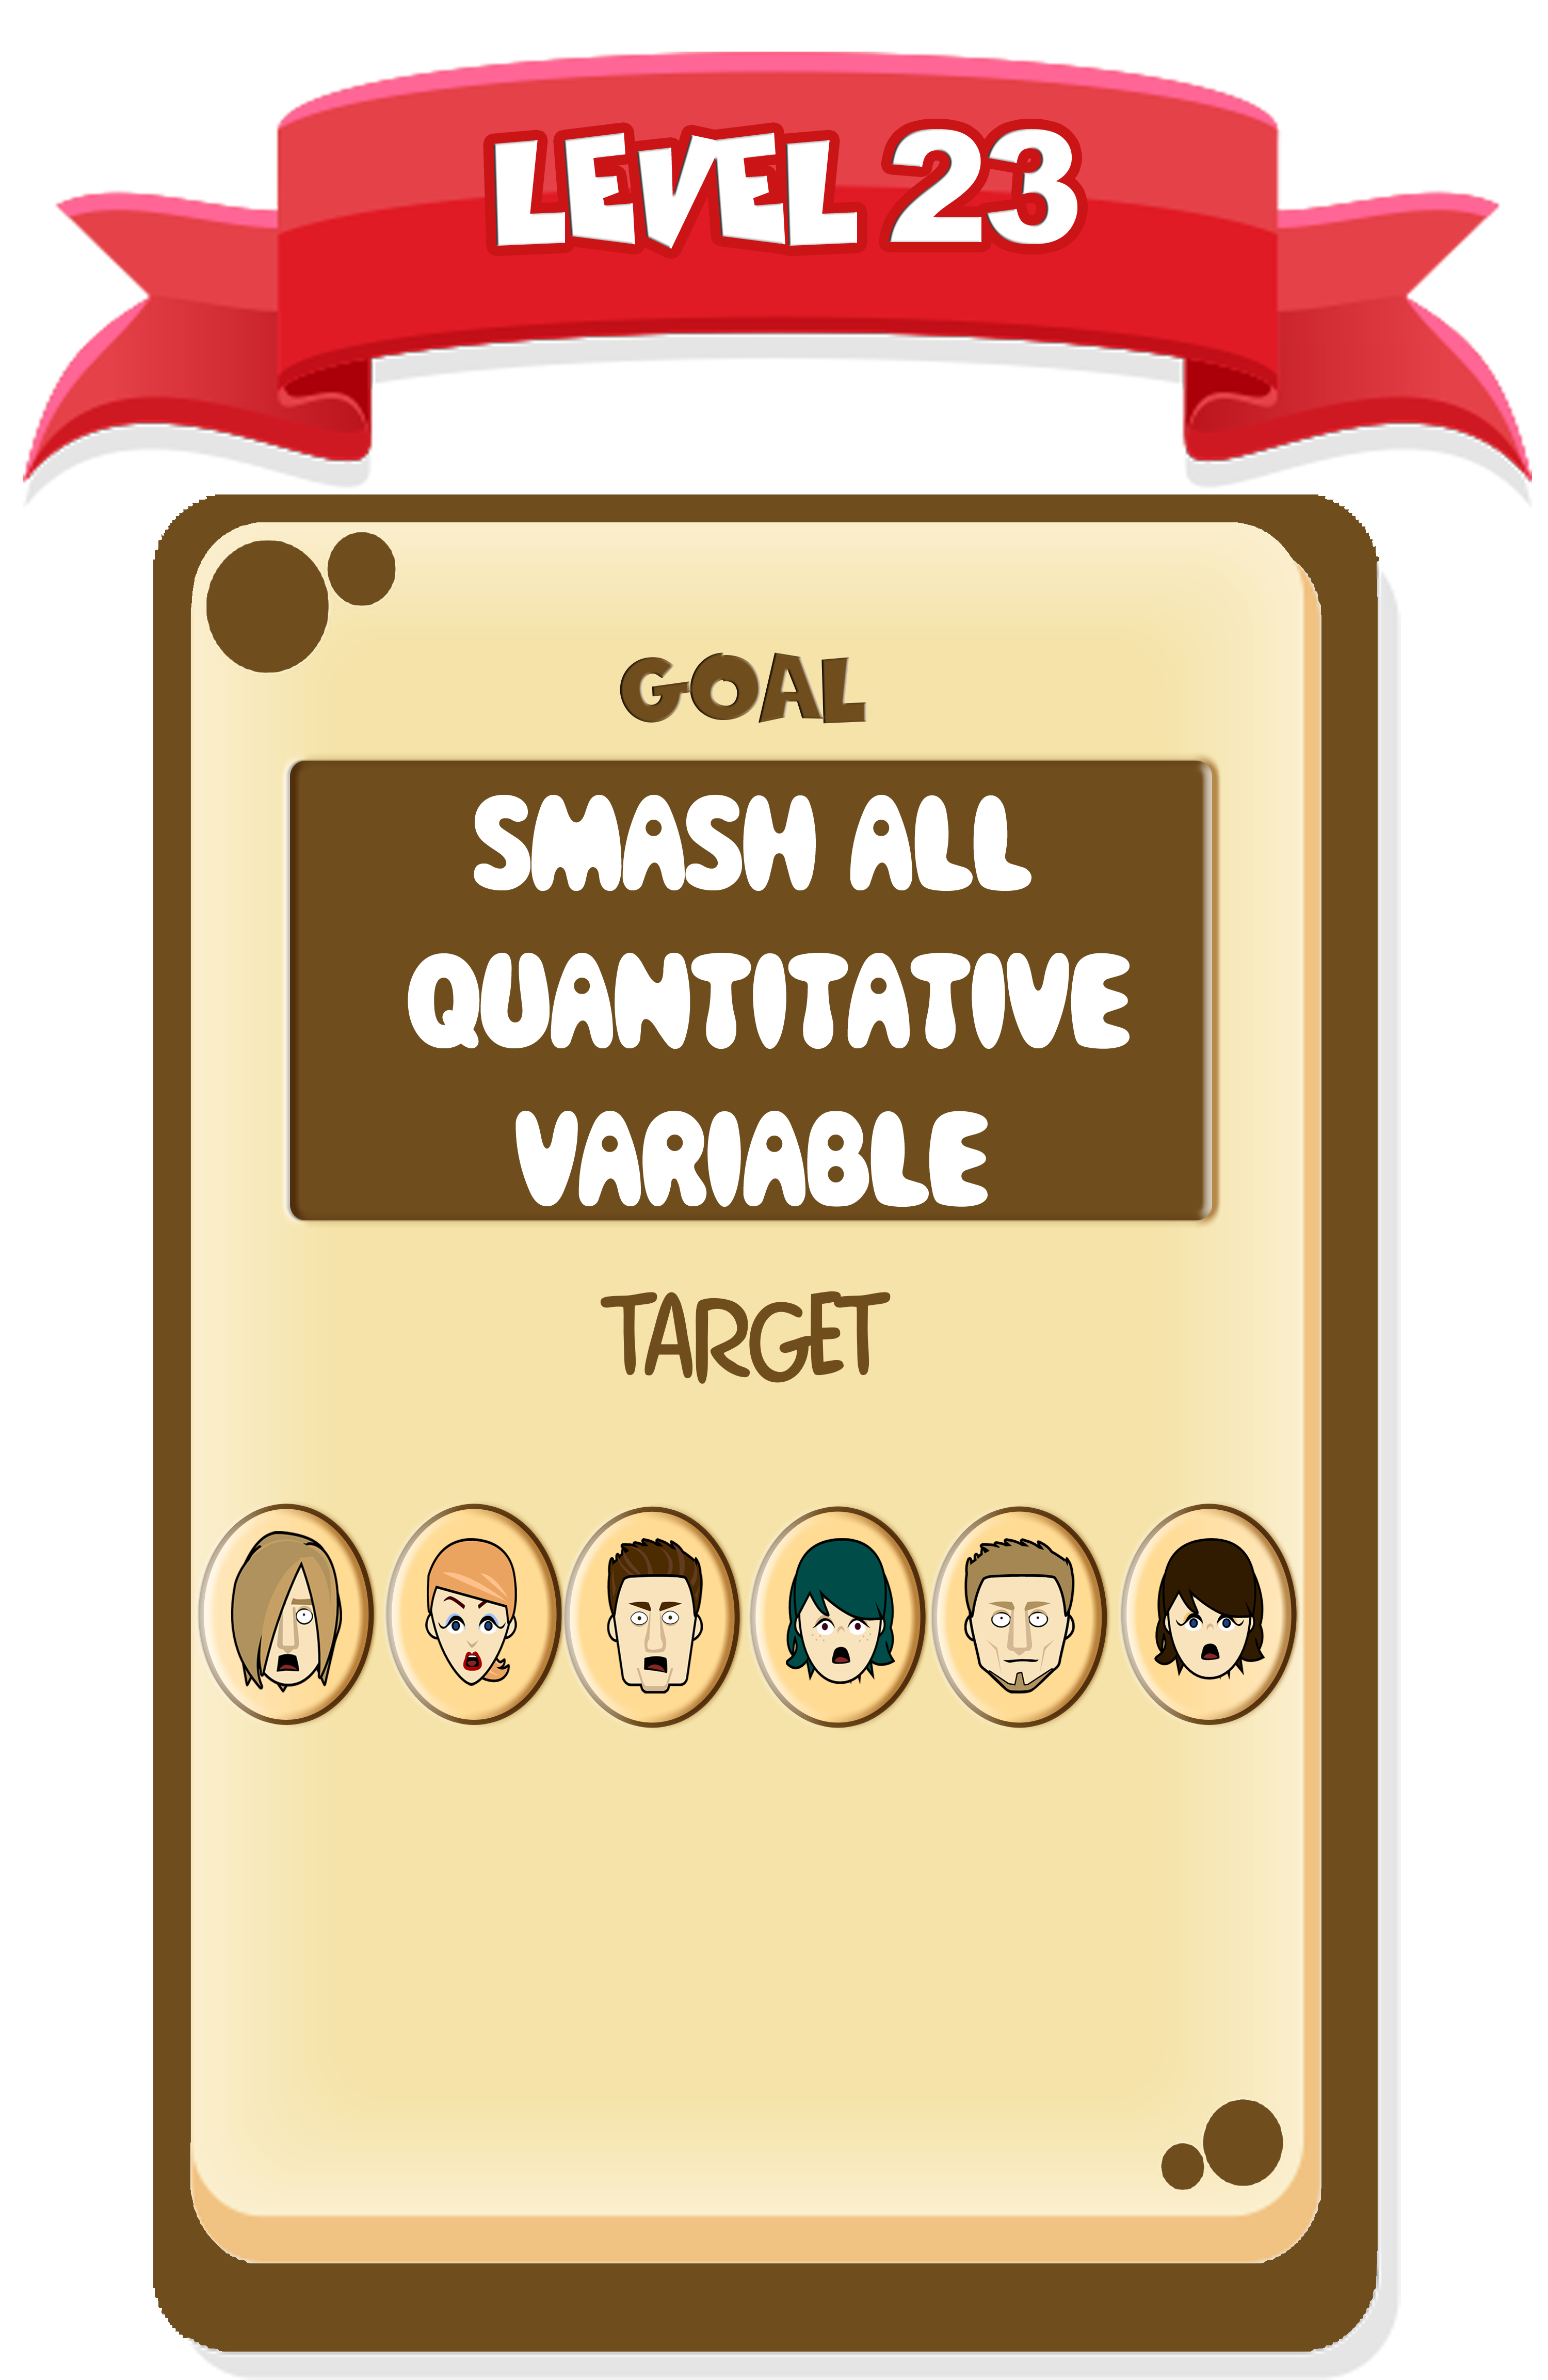 LEVEL 23
GOAL
SMASH ALL
QUANTITATIVE
VARIABLE
TARGET